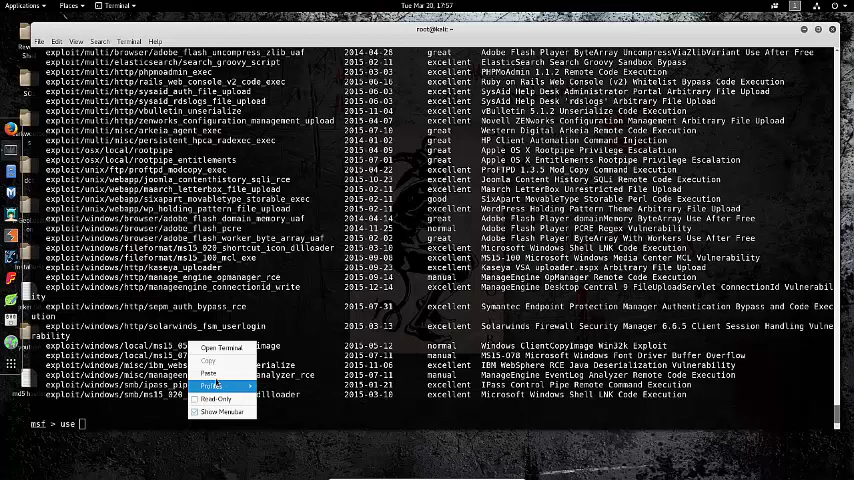 Applications Places Terminal Tue Mar 20, 17:57 1
root@kali: ~
File Edit View Search Terminal Help
exploit/multi/browser/adobe_flash_uncompress_zlib_uaf 2014-04-28 great Adobe Flash Player ByteArray UncompressViaZlibVariant Use After Free
exploit/multi/elasticsearch/search_groovy_script 2015-02-11 excellent ElasticSearch Search Groovy Sandbox Bypass
exploit/multi/http/phpmoadmin_exec 2015-03-03 excellent PHPMoAdmin 1.1.2 Remote Code Execution
exploit/multi/http/rails_web_console_v2_code_exec 2015-06-16 excellent Ruby on Rails Web Console (v2) Whitelist Bypass Code Execution
exploit/multi/http/sysaid_auth_file_upload 2015-06-03 excellent SysAid Help Desk Administrator Portal Arbitrary File Upload
exploit/multi/http/sysaid_rdslogs_file_upload 2015-06-03 excellent SysAid Help Desk 'rdslogs' Arbitrary File Upload
exploit/multi/http/vbulletin_unserialize 2015-11-04 excellent vBulletin 5.1.2 Unserialize Code Execution
exploit/multi/http/zenworks_configuration_management_upload 2015-04-07 excellent Novell ZENworks Configuration Management Arbitrary File Upload
exploit/multi/misc/arkeia_agent_exec 2015-07-10 great Western Digital Arkeia Remote Code Execution
exploit/multi/misc/persistent_hpca_radexec_exec 2014-01-02 great HP Client Automation Command Injection
exploit/osx/local/rootpipe 2015-04-09 great Apple OS X Rootpipe Privilege Escalation
exploit/osx/local/rootpipe_entitlements 2015-07-01 great Apple OS X Entitlements Rootpipe Privilege Escalation
exploit/unix/ftp/proftpd_modcopy_exec 2015-04-22 excellent ProFTPD 1.3.5 Mod_Copy Command Execution
exploit/unix/webapp/joomla_contenthistory_sqli_rce 2015-10-23 excellent Joomla Content History SQLi Remote Code Execution
exploit/unix/webapp/maarch_letterbox_file_upload 2015-02-11 excellent Maarch LetterBox Unrestricted File Upload
exploit/unix/webapp/sixapart_movabletype_storable_exec 2015-02-11 good SixApart MovableType Storable Perl Code Execution
exploit/unix/webapp/wp_holding_pattern_file_upload 2015-02-11 excellent WordPress Holding Pattern Theme Arbitrary File Upload
exploit/windows/browser/adobe_flash_domain_memory_uaf 2014-04-14 great Adobe Flash Player domainMemory ByteArray Use After Free
exploit/windows/browser/adobe_flash_pcre 2014-11-25 normal Adobe Flash Player PCRE Regex Vulnerability
exploit/windows/browser/adobe_flash_worker_byte_array_uaf 2015-02-02 great Adobe Flash Player ByteArray With Workers Use After Free
exploit/windows/fileformat/ms15_020_shortcut_icon_dllloader 2015-03-10 excellent Microsoft Windows Shell LNK Code Execution
exploit/windows/fileformat/ms15_100_mcl_exe 2015-09-08 excellent MS15-100 Microsoft Windows Media Center MCL Vulnerability
exploit/windows/http/kaseya_uploader 2015-09-23 excellent Kaseya VSA uploader.aspx Arbitrary File Upload
exploit/windows/http/manage_engine_opmanager_rce 2015-09-14 manual ManageEngine OpManager Remote Code Execution
exploit/windows/http/manageengine_connectionid_write 2015-12-14 excellent ManageEngine Desktop Central 9 FileUploadServlet ConnectionId Vulnerabil
ity
exploit/windows/http/sepm_auth_bypass_rce 2015-07-31 excellent Symantec Endpoint Protection Manager Authentication Bypass and Code Exec
ution
exploit/windows/http/solarwinds_fsm_userlogin 2015-03-13 excellent Solarwinds Firewall Security Manager 6.6.5 Client Session Handling Vulne
rability
exploit/windows/local/ms15_05 image 2015-05-12 normal Windows ClientCopyImage Win32k Exploit
exploit/windows/local/ms15_07 2015-07-11 manual MS15-078 Microsoft Windows Font Driver Buffer Overflow
exploit/windows/misc/ibm_webs erialize 2015-11-06 excellent IBM WebSphere RCE Java Deserialization Vulnerability
exploit/windows/misc/manageen analyzer_rce 2015-07-11 manual ManageEngine EventLog Analyzer Remote Code Execution
exploit/windows/smb/ipass_pip 2015-01-21 excellent IPass Control Pipe Remote Command Execution
exploit/windows/smb/ms15_020_ dllloader 2015-03-10 excellent Microsoft Windows Shell LNK Code Execution
Open Terminal
Copy
Paste
Profiles
Read-Only
Show Menubar
msf > use